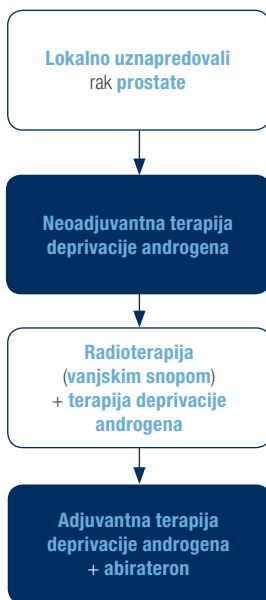 Lokalno uznapredovali
rak prostate
Neoadjuvantna terapija
deprivacije androgena
Radioterapija
(vanjskim snopom)
+ terapija deprivacije
androgena
Adjuvantna terapija
deprivacije androgena
+ abirateron